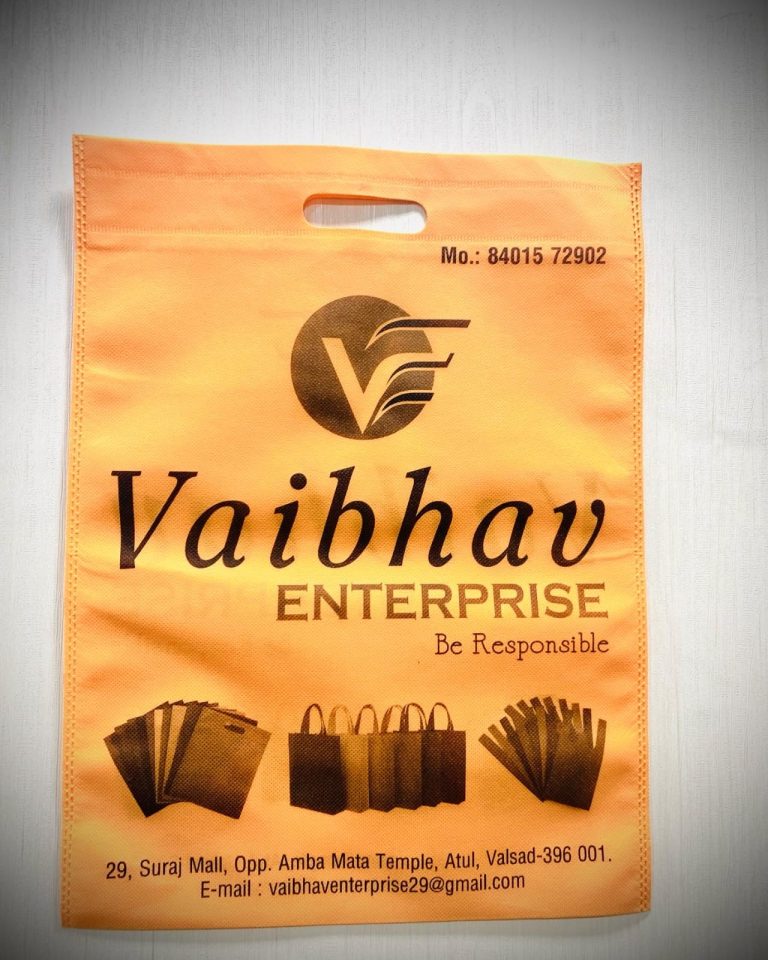 Mo.: 84015 72902
VE
Vaibhav
ENTERPRISE
Be Responsible
29, Suraj Mall, Opp. Amba Mata Temple, Atul, Valsad-396 001.
E-mail : vaibhaventerprise29@gmail.com